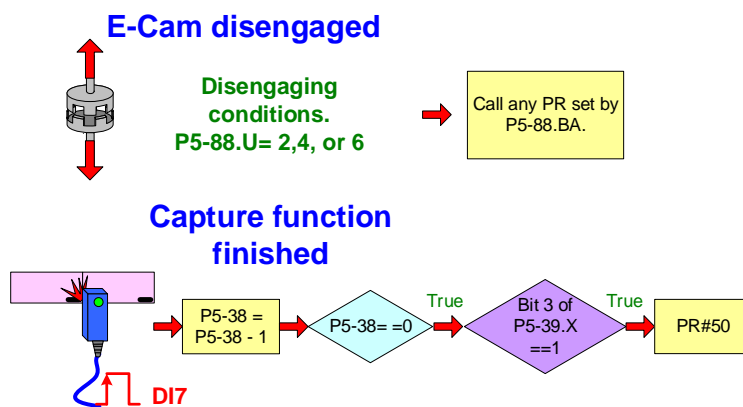 E-Cam disengaged
Disengaging
conditions.
P5-88.U= 2,4, or 6
Call any PR set by
P5-88.BA.
Capture function
finished
P5-38 =
P5-38 - 1
P5-38= =0
True
Bit 3 of
P5-39.X
==1
True
PR#50
DI7